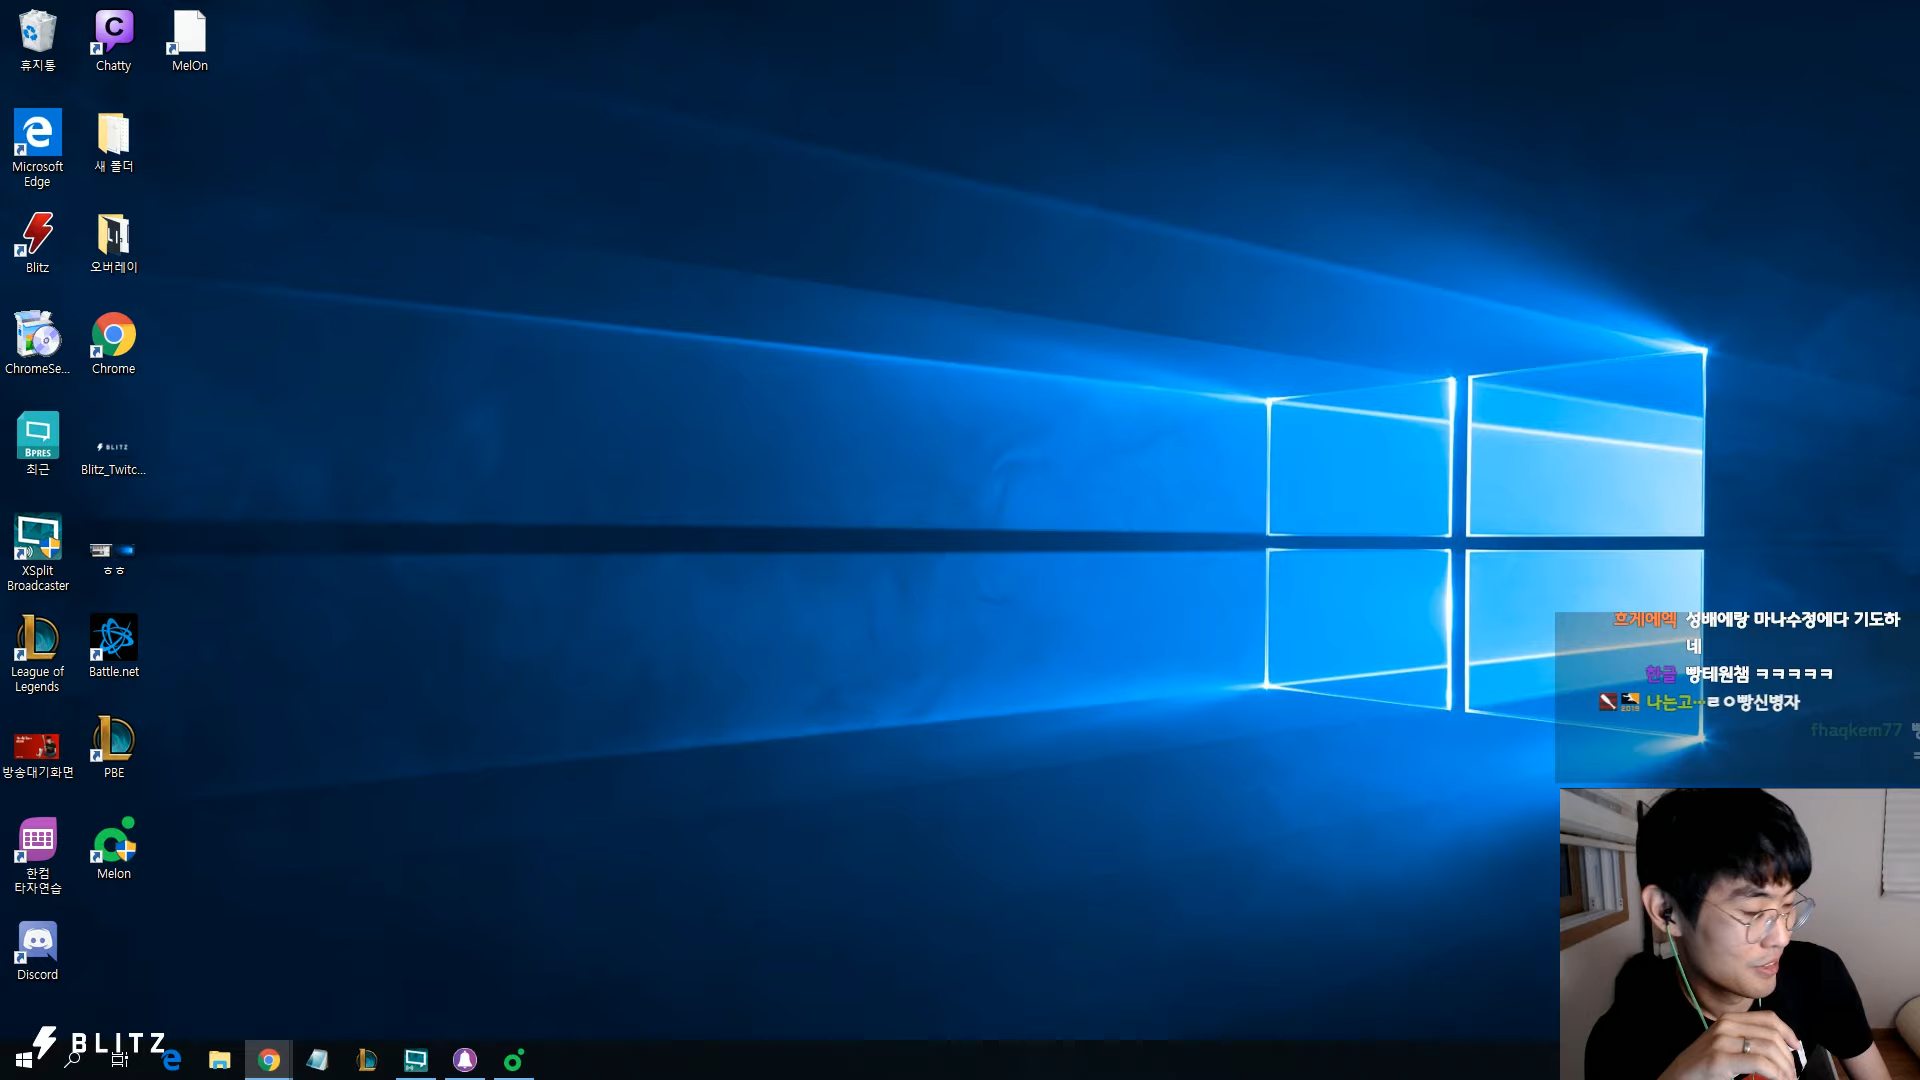 휴지통
Chatty
MelOn
Microsoft
Edge
새 폴더
Blitz
오버레이
ChromeSe...
Chrome
BPRES
최근
BLITZ
Blitz_Twitc...
XSplit
Broadcaster
ㅎㅎ
League of
Legends
Battle.net
방송대기화면
PBE
한컴
타자연습
Melon
Discord
BLITZ
흐게에엑 성배에랑 마나수정에다 기도하
네
한글 빵테원챔 ㅋㅋㅋㅋㅋ
2019 나는고…ㄹㅇ빵신병자
fhaqkem77